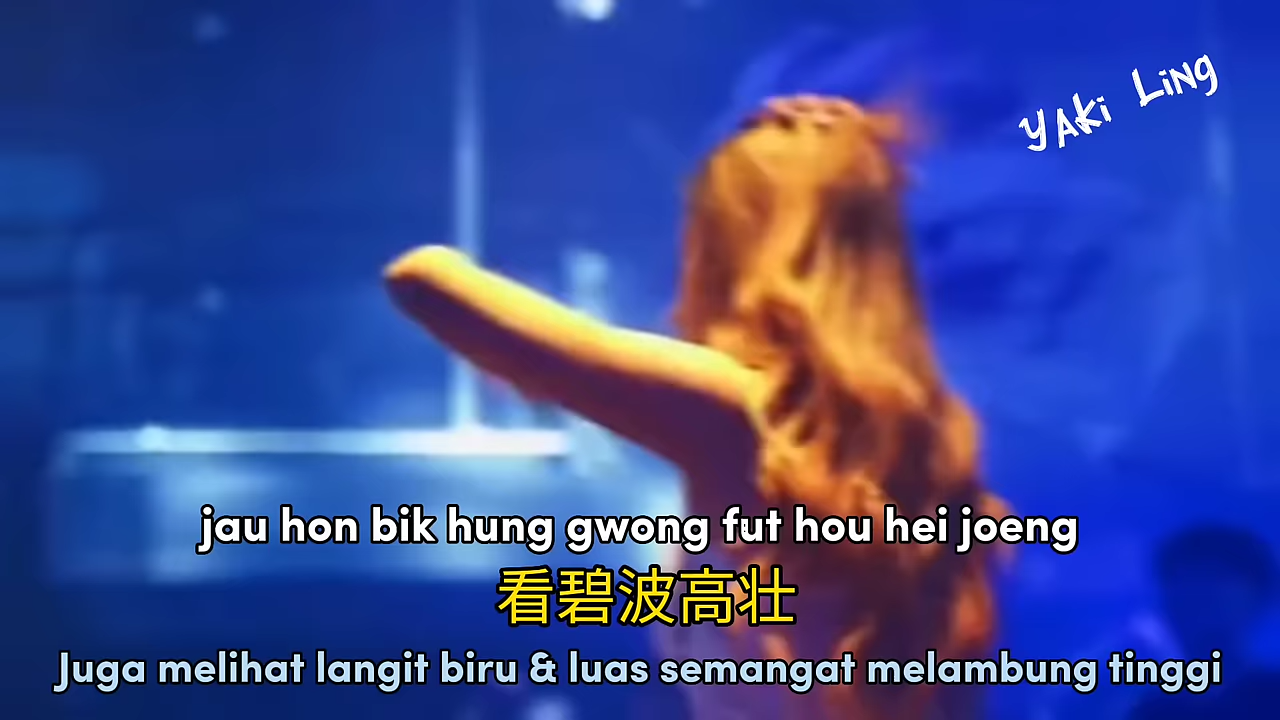 YAKI LING
jau hon bik hung gwong fut hou hei joeng
看碧波高壮
Juga melihat langit biru & luas semangat melambung tinggi